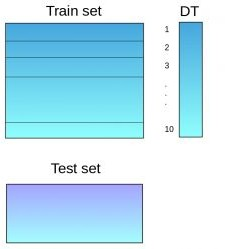 Train set
DT
1
2
3
.
.
.
10
Test set